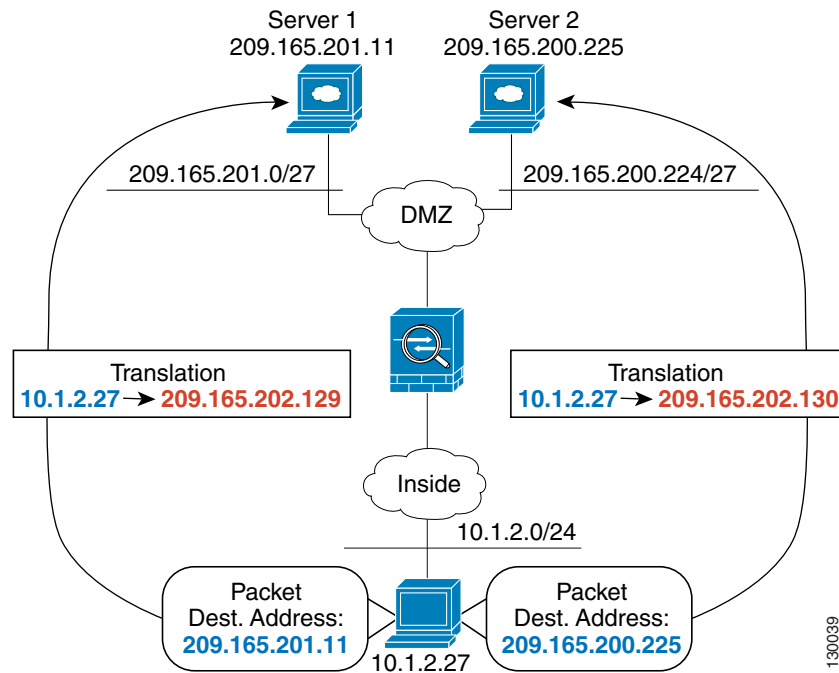 Server 1
209.165.201.11
Server 2
209.165.200.225
209.165.201.0/27
209.165.200.224/27
DMZ
Translation
10.1.2.27 → 209.165.202.129
Translation
10.1.2.27 → 209.165.202.130
Inside
10.1.2.0/24
Packet
Dest. Address:
209.165.201.11
Packet
Dest. Address:
209.165.200.225
10.1.2.27
130039